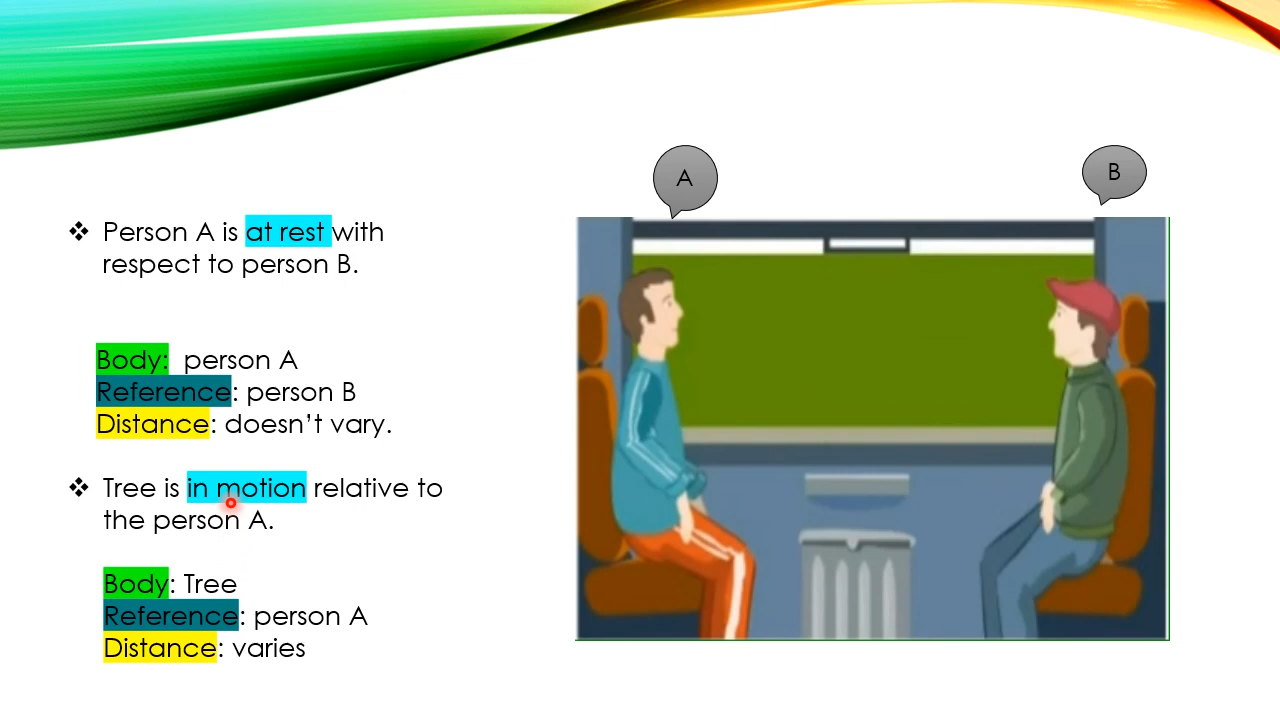 A
B
❖ Person A is at rest with
respect to person B.
Body: person A
Reference: person B
Distance: doesn’t vary.
❖ Tree is in motion relative to
the person A.
Body: Tree
Reference: person A
Distance: varies